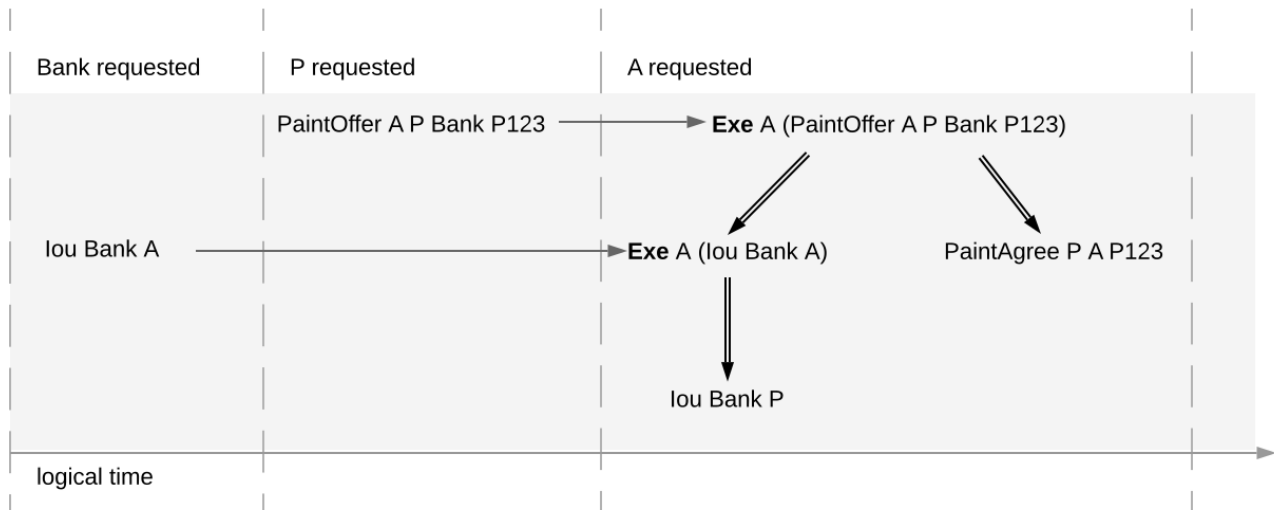 Bank requested
P requested
A requested
PaintOffer A P Bank P123
Exe A (PaintOffer A P Bank P123)
Iou Bank A
Exe A (Iou Bank A)
PaintAgree P A P123
Iou Bank P
logical time